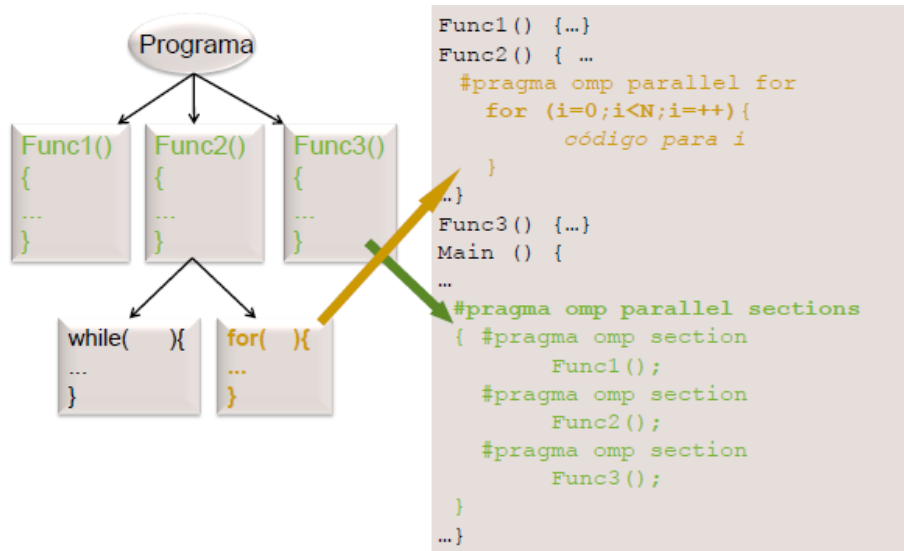 Programa
Func1()
{
...
}
Func2()
{
...
}
Func3()
{
...
}
while(    ){
...
}
for(    ){
...
}
Func1() {…}
Func2() { …
#pragma omp parallel for
for (i=0;i<N;i=++){
código para i
}
…}
Func3() {…}
Main () {
…
#pragma omp parallel sections
{ #pragma omp section
Func1();
#pragma omp section
Func2();
#pragma omp section
Func3();
}
…}